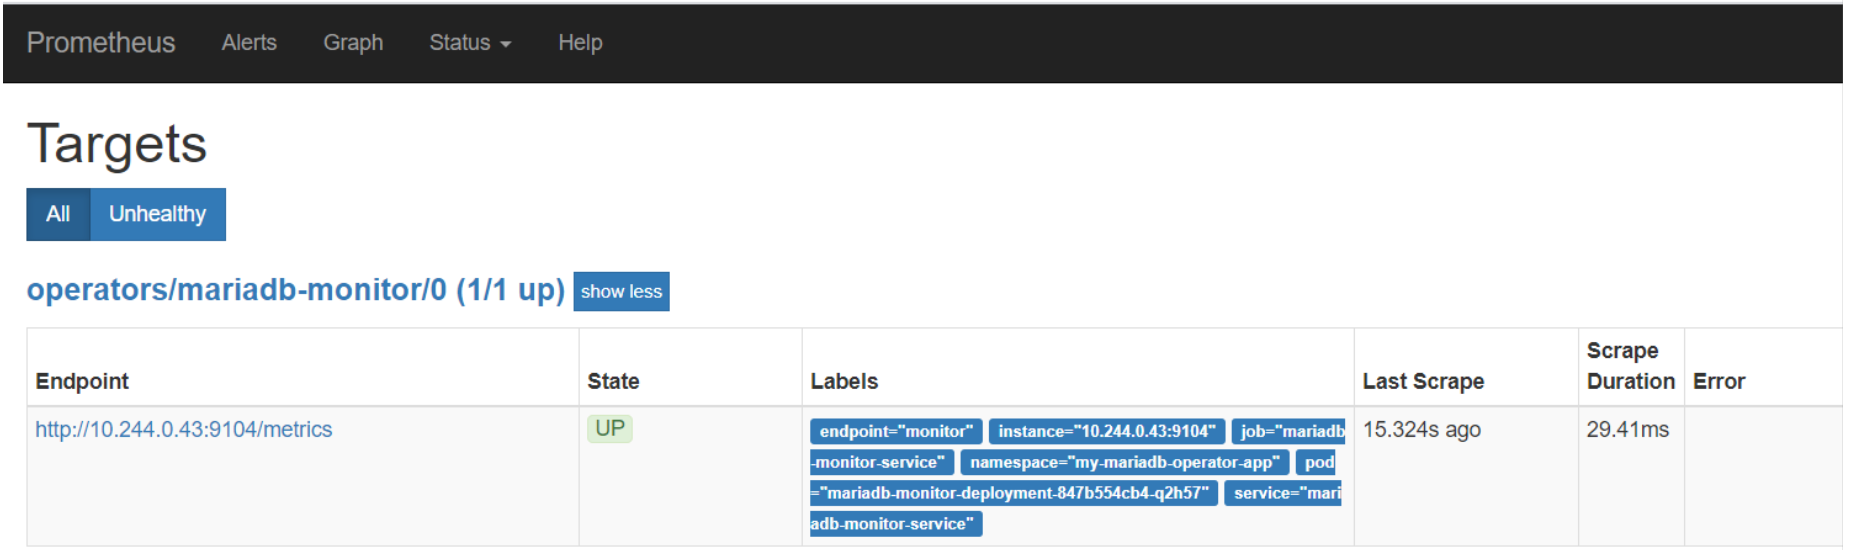 Prometheus Alerts Graph Status Help
Targets
All Unhealthy
operators/mariadb-monitor/0 (1/1 up) show less
Endpoint State Labels Last Scrape Scrape Duration Error
http://10.244.0.43:9104/metrics UP endpoint="monitor" instance="10.244.0.43:9104" job="mariadb 15.324s ago 29.41ms
-monitor-service" namespace="my-mariadb-operator-app" pod
="mariadb-monitor-deployment-847b554cb4-q2h57" service="mari
adb-monitor-service"